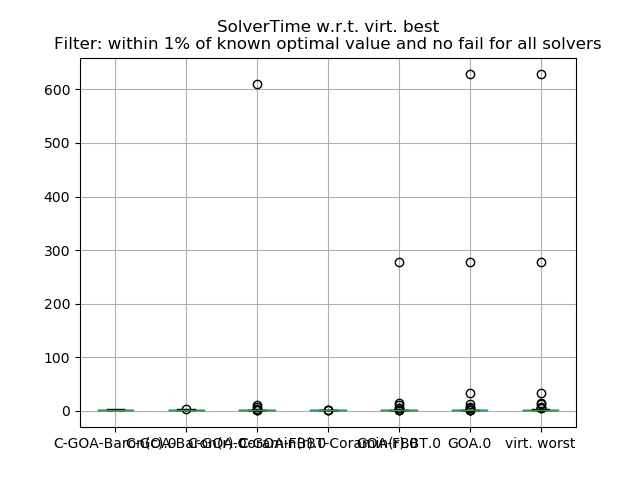 SolverTime w.r.t. virt. best
Filter: within 1% of known optimal value and no fail for all solvers
600
500
400
300
200
100
0
GOA.0 virt. worst